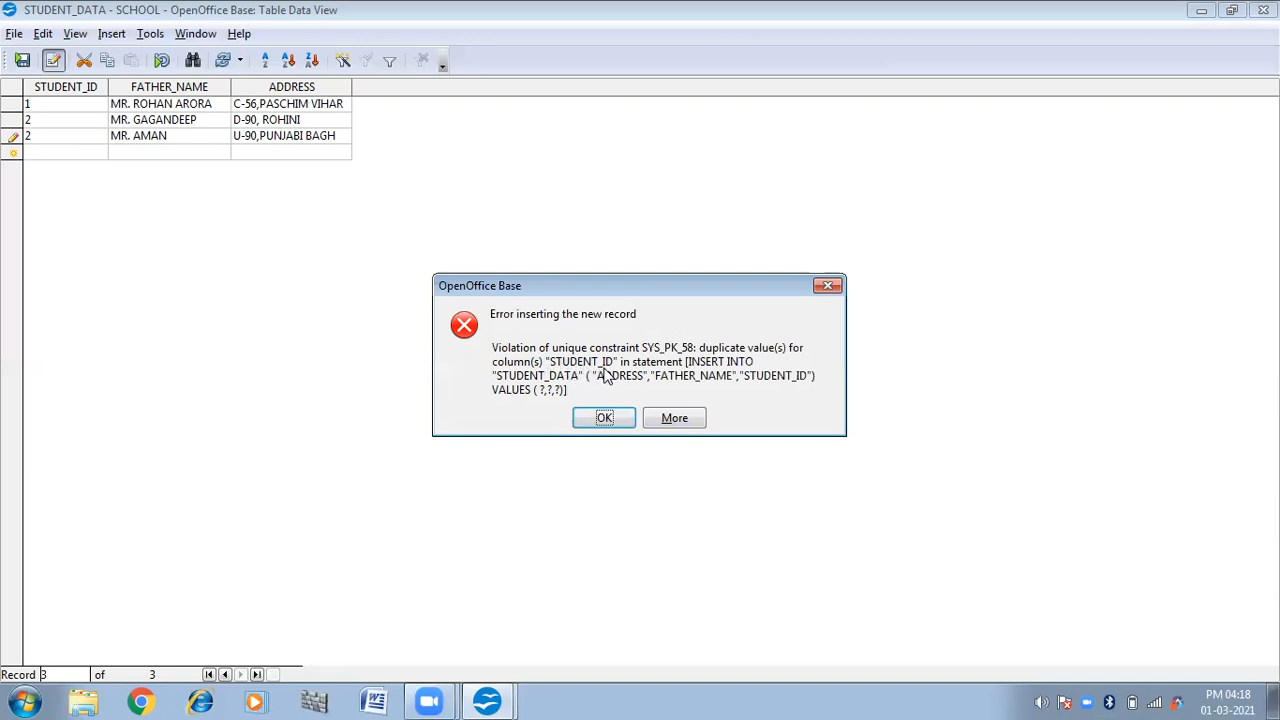 STUDENT_DATA - SCHOOL - OpenOffice Base: Table Data View
File Edit View Insert Tools Window Help
STUDENT_ID FATHER_NAME ADDRESS
1 MR. ROHAN ARORA C-56,PASCHIM VIHAR
2 MR. GAGANDEEP D-90, ROHINI
2 MR. AMAN U-90,PUNJABI BAGH
OpenOffice Base
Error inserting the new record
Violation of unique constraint SYS_PK_58: duplicate value(s) for
column(s) "STUDENT_ID" in statement [INSERT INTO
"STUDENT_DATA" ( "ADDRESS","FATHER_NAME","STUDENT_ID")
VALUES ( ?,?,?)]
OK More
Record 3 of 3
PM 04:18
01-03-2021